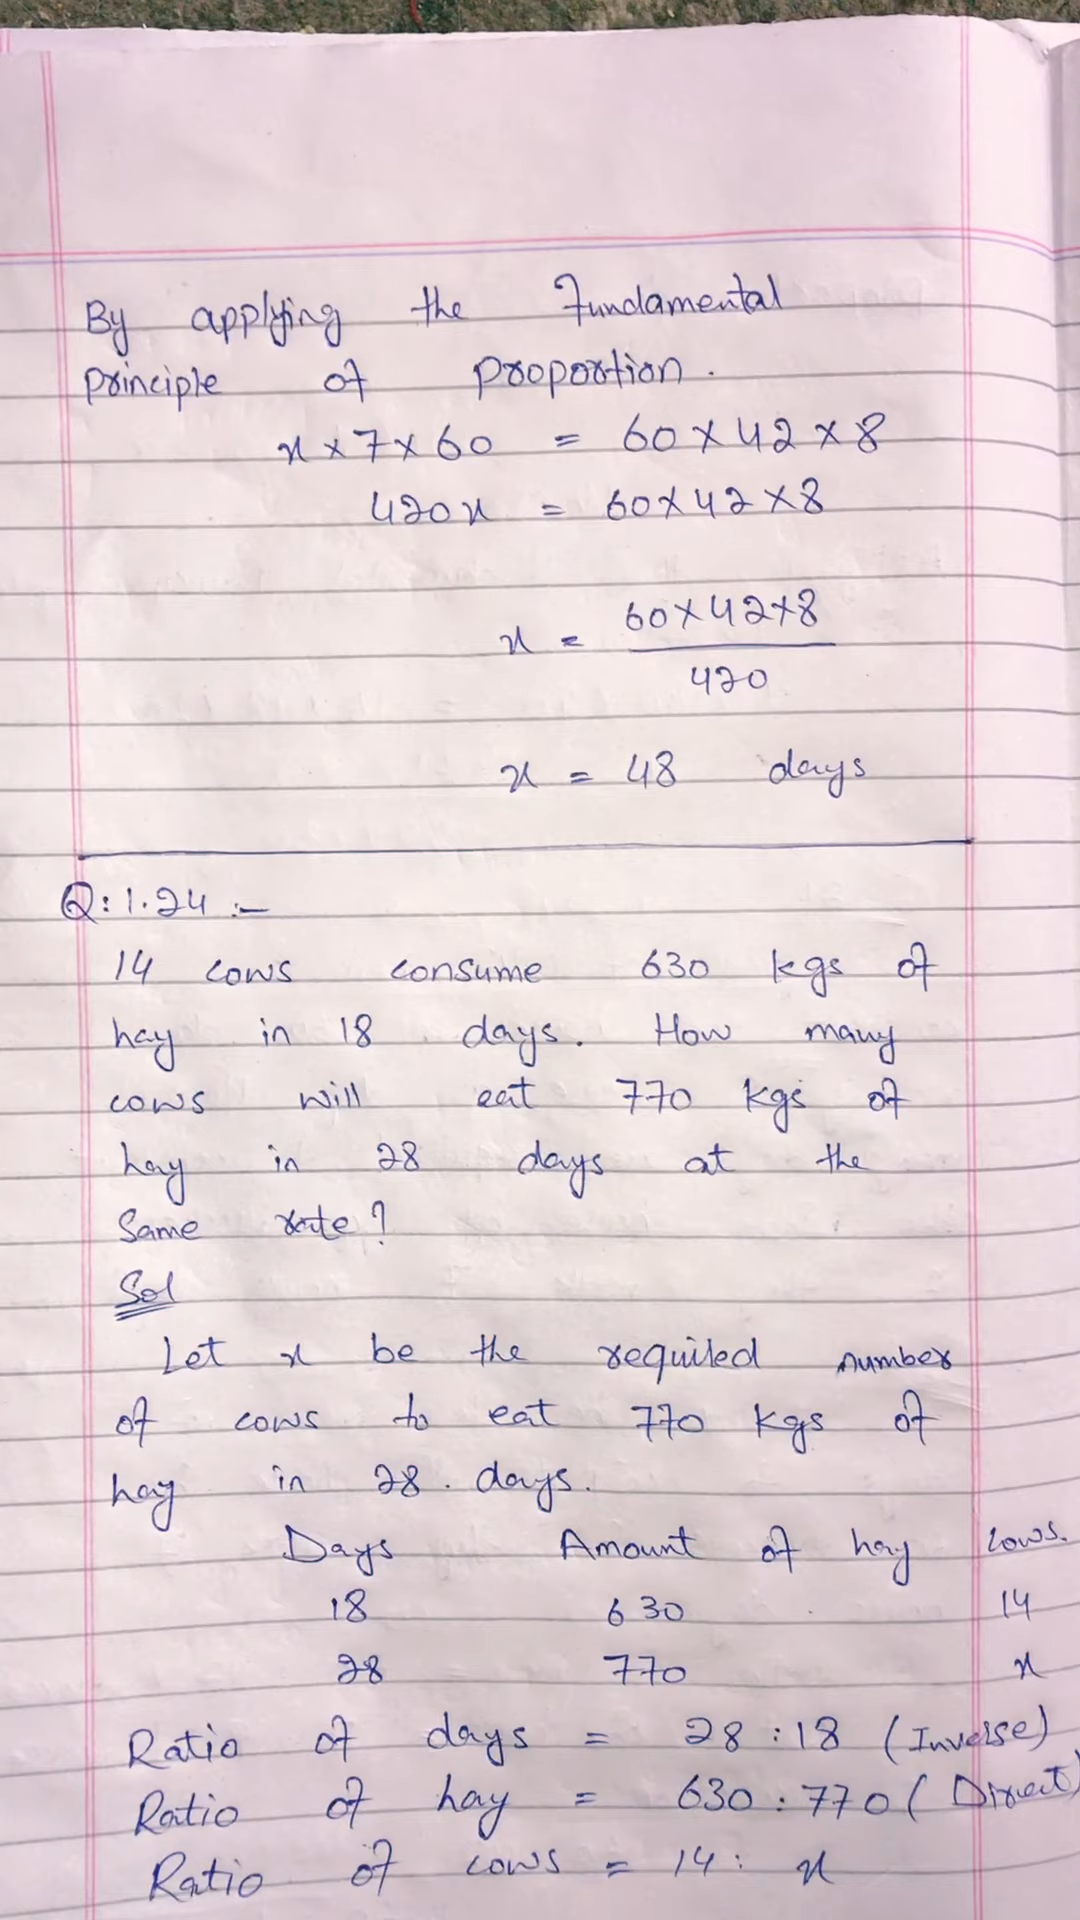 By applying the Fundamental
principle of proportion.
x × 7 × 60 = 60 × 42 × 8
420x = 60 × 42 × 8
x = 60 × 42 × 8
420
x = 48 days
Q: 1.24 :-
14 cows consume 630 kgs of
hay in 18 days. How many
cows will eat 770 kgs of
hay in 28 days at the
Same rate?
Sol
Let x be the required number
of cows to eat 770 kgs of
hay in 28. days.
Days Amount of hay Cows.
18 630 14
28 770 x
Ratio of days = 28 : 18 (Inverse)
Ratio of hay = 630 : 770 (Direct)
Ratio of cows = 14 : x